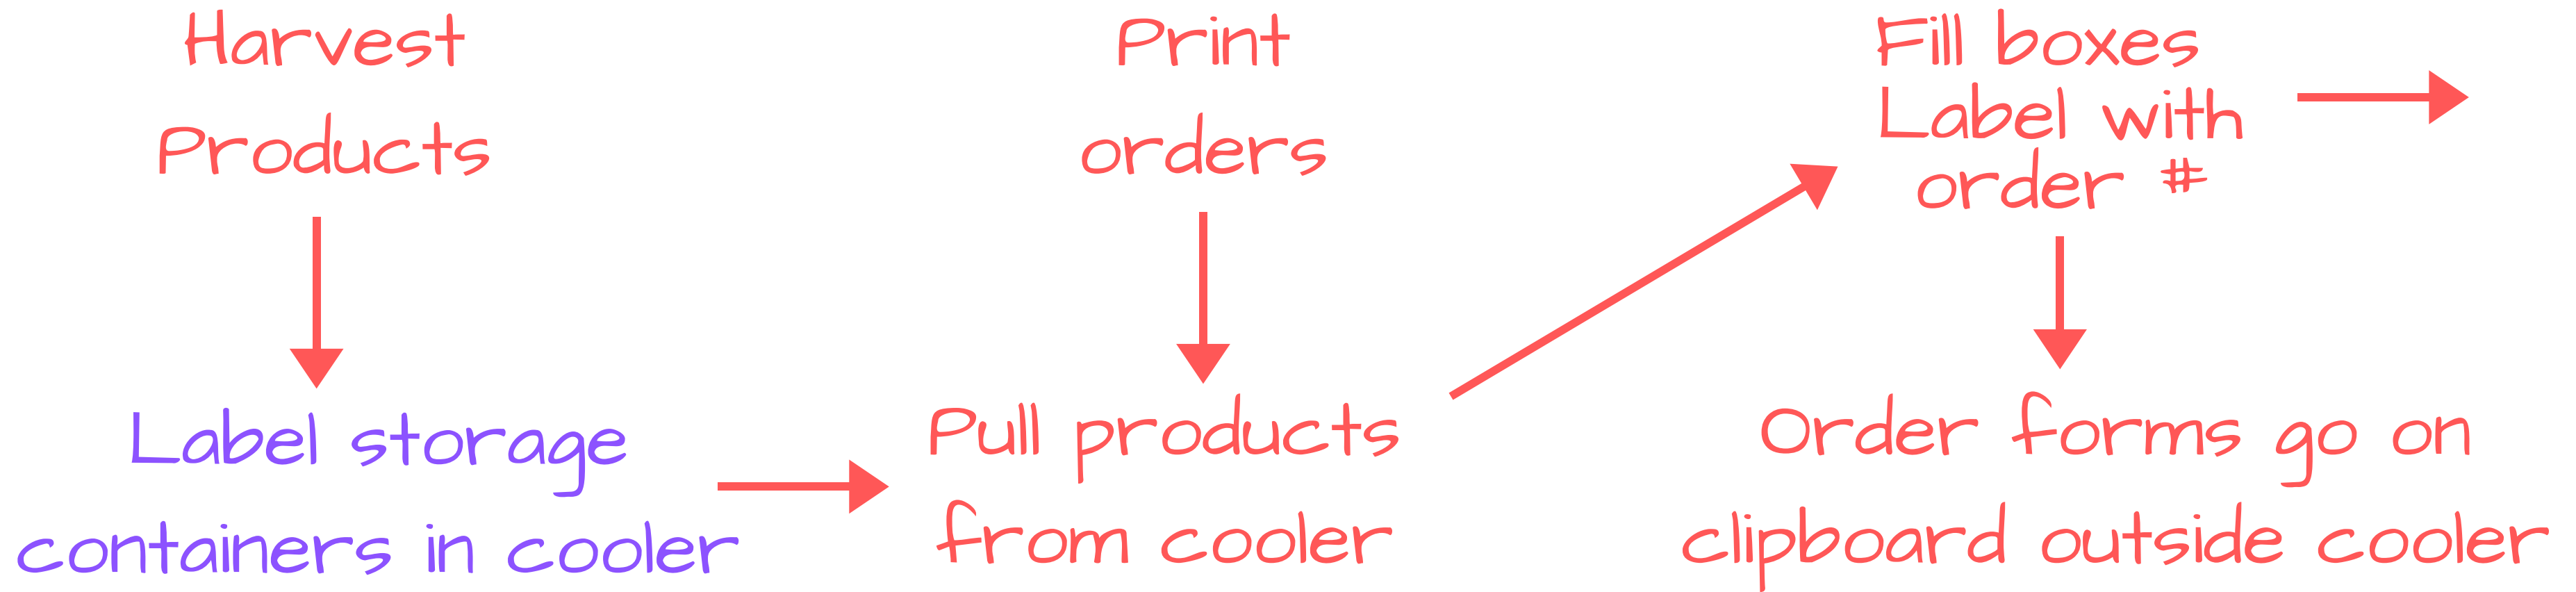 Harvest
Products
Label storage
containers in cooler
Print
orders
Pull products
from cooler
Fill boxes
Label with
order #
Order forms go on
clipboard outside cooler